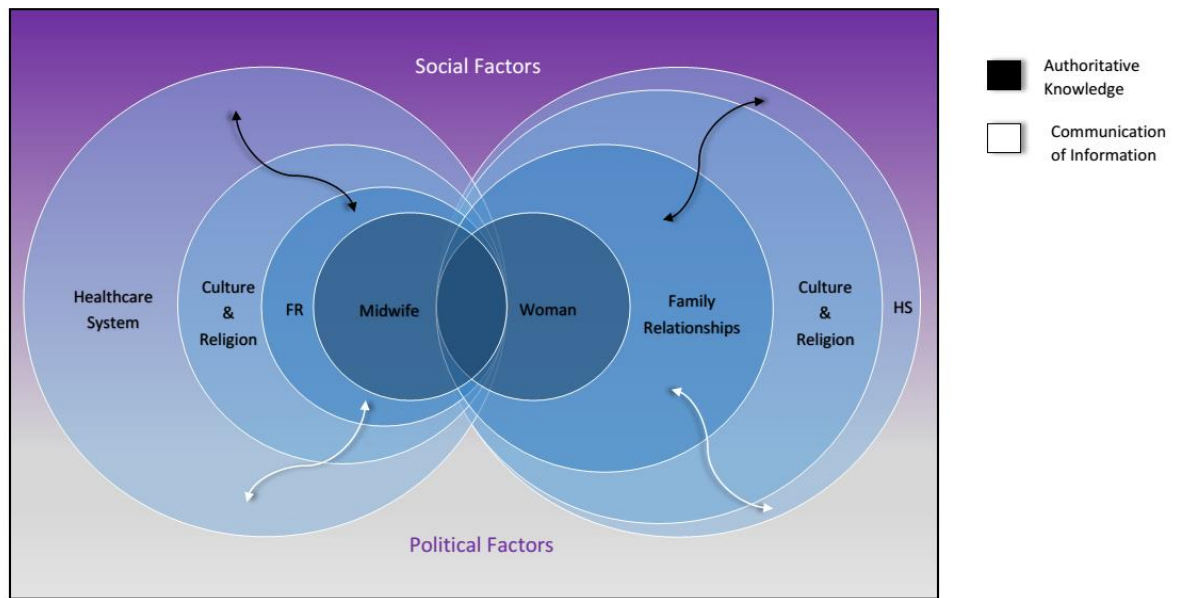 Social Factors
Healthcare
System
Culture
&
Religion
FR
Midwife
Woman
Family
Relationships
Culture
&
Religion
HS
Political Factors
Authoritative
Knowledge
Communication
of Information